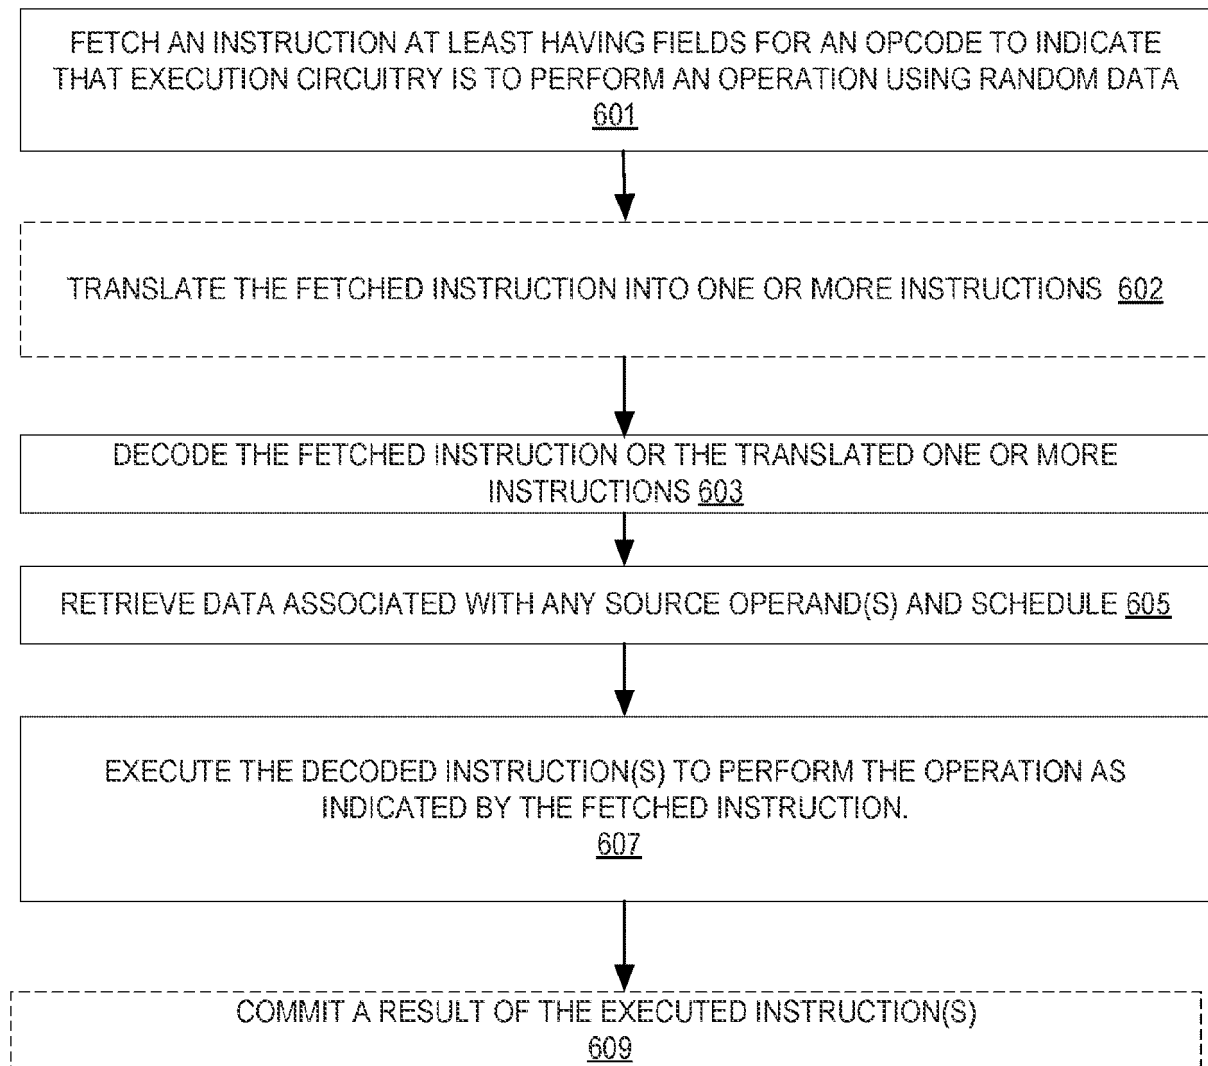 FETCH AN INSTRUCTION AT LEAST HAVING FIELDS FOR AN OPCODE TO INDICATE
THAT EXECUTION CIRCUITRY IS TO PERFORM AN OPERATION USING RANDOM DATA
601
TRANSLATE THE FETCHED INSTRUCTION INTO ONE OR MORE INSTRUCTIONS 602
DECODE THE FETCHED INSTRUCTION OR THE TRANSLATED ONE OR MORE
INSTRUCTIONS 603
RETRIEVE DATA ASSOCIATED WITH ANY SOURCE OPERAND(S) AND SCHEDULE 605
EXECUTE THE DECODED INSTRUCTION(S) TO PERFORM THE OPERATION AS
INDICATED BY THE FETCHED INSTRUCTION.
607
COMMIT A RESULT OF THE EXECUTED INSTRUCTION(S)
609